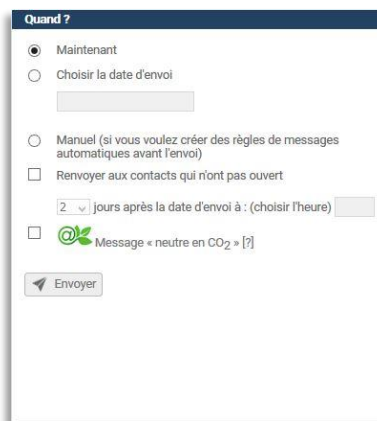 Quand ?
Maintenant
Choisir la date d'envoi
Manuel (si vous voulez créer des règles de messages
automatiques avant l'envoi)
Renvoyer aux contacts qui n'ont pas ouvert
2 jours après la date d'envoi à : (choisir l'heure)
@ Message « neutre en CO2 » [?]
Envoyer